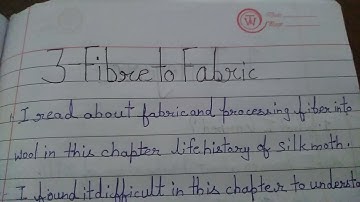 3 Fibre to Fabric
I read about fabric and processing fiber into
wool in this chapter life history of silk moth.
I found it difficult in this chapter to understa